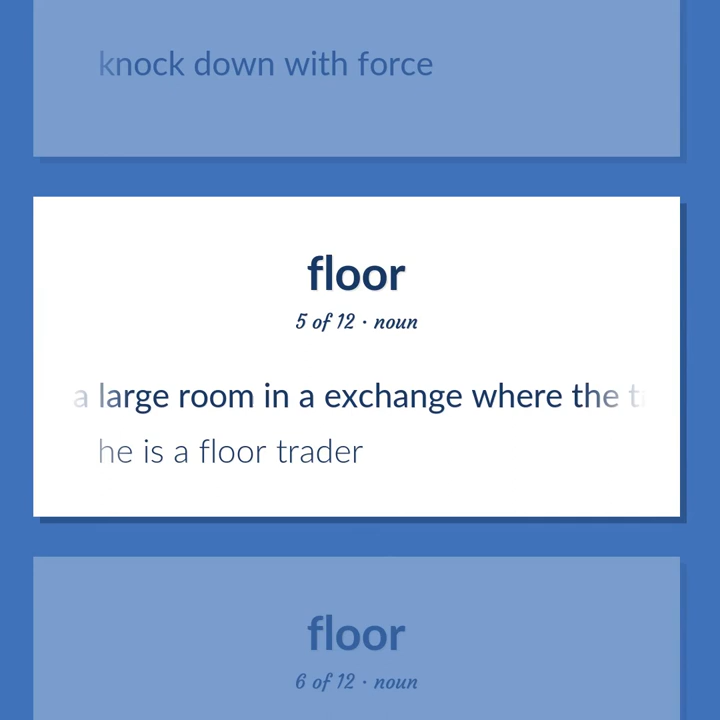 knock down with force
floor
5 of 12 · noun
a large room in a exchange where the
he is a floor trader
floor
6 of 12 · noun